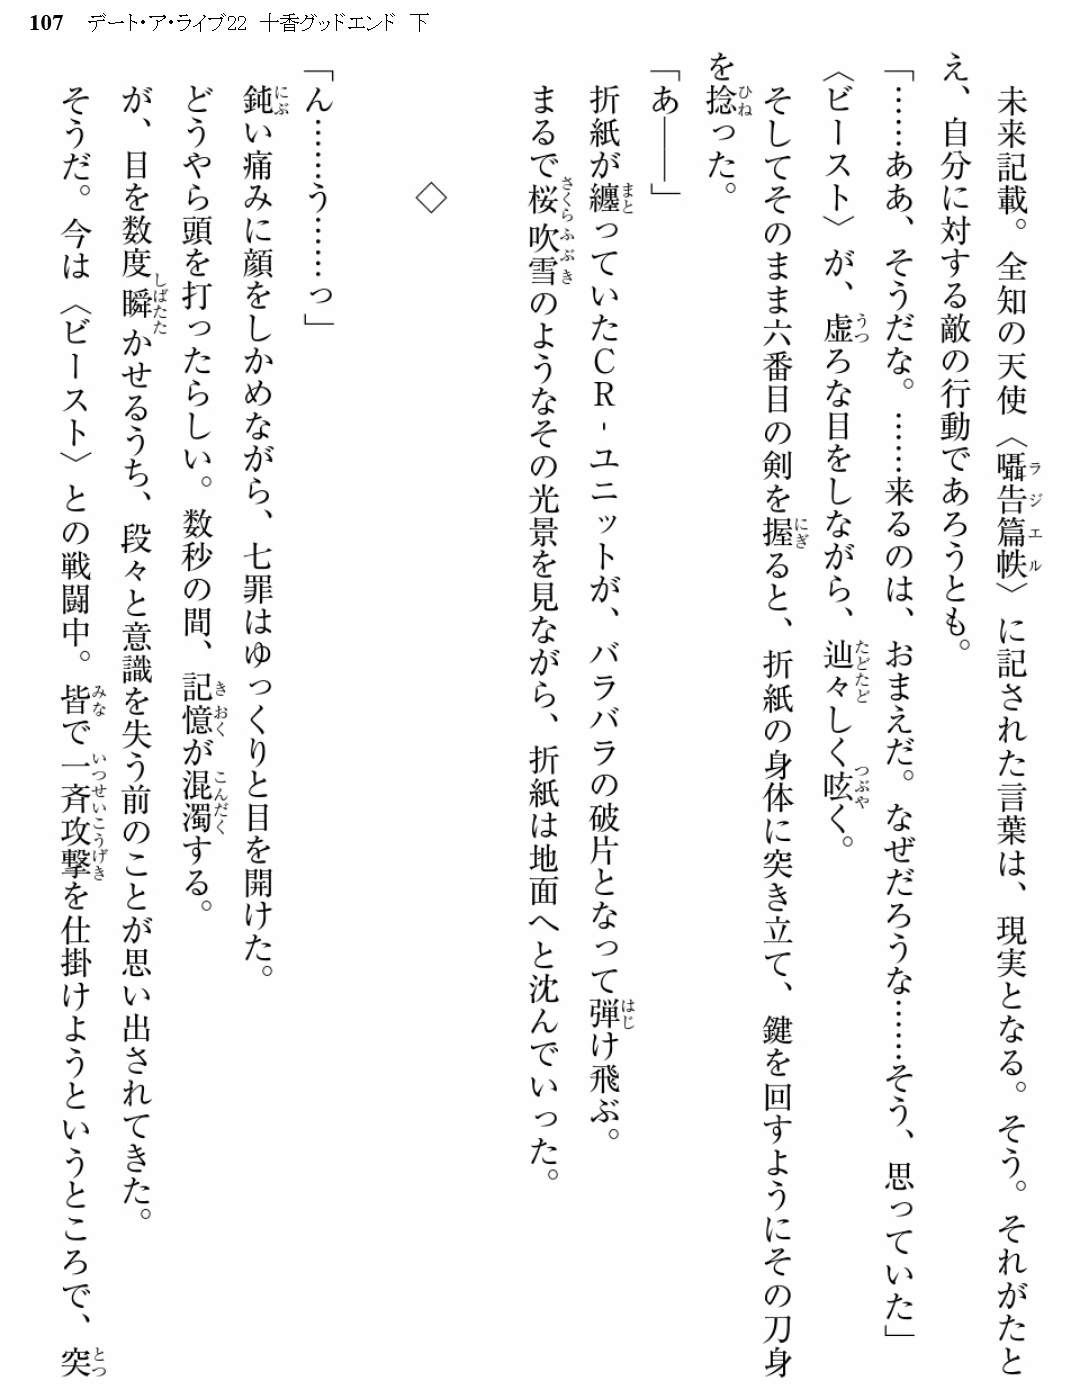 107 デート・ア・ライブ22 十香グッドエンド 下
未来記載。全知の天使〈囁告篇帙〉に記された言葉は、現実となる。そう。それがたと
え、自分に対する敵の行動であろうとも。
「……ああ、そうだな。……来るのは、おまえだ。なぜだろうな……そう、思っていた」
〈ビースト〉が、虚ろな目をしながら、辿々しく呟く。
そしてそのまま六番目の剣を握ると、折紙の身体に突き立て、鍵を回すようにその刀身
を捻った。
「あ――」
折紙が纏っていたCR-ユニットが、バラバラの破片となって弾け飛ぶ。
まるで桜吹雪のようなその光景を見ながら、折紙は地面へと沈んでいった。
◇
「ん……う……っ」
鈍い痛みに顔をしかめながら、七罪はゆっくりと目を開けた。
どうやら頭を打ったらしい。数秒の間、記憶が混濁する。
が、目を数度瞬かせるうち、段々と意識を失う前のことが思い出されてきた。
そうだ。今は〈ビースト〉との戦闘中。皆で一斉攻撃を仕掛けようというところで、突